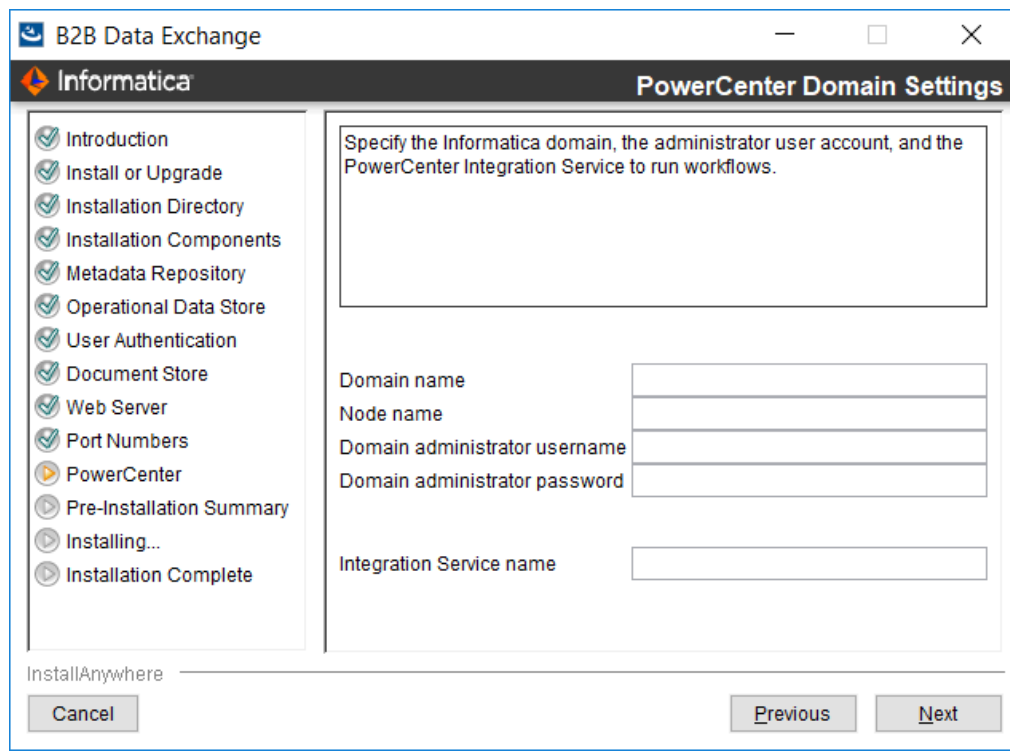 B2B Data Exchange
Informatica
PowerCenter Domain Settings
Introduction
Install or Upgrade
Installation Directory
Installation Components
Metadata Repository
Operational Data Store
User Authentication
Document Store
Web Server
Port Numbers
PowerCenter
Pre-Installation Summary
Installing...
Installation Complete
Specify the Informatica domain, the administrator user account, and the
PowerCenter Integration Service to run workflows.
Domain name
Node name
Domain administrator username
Domain administrator password
Integration Service name
InstallAnywhere
Cancel
Previous
Next